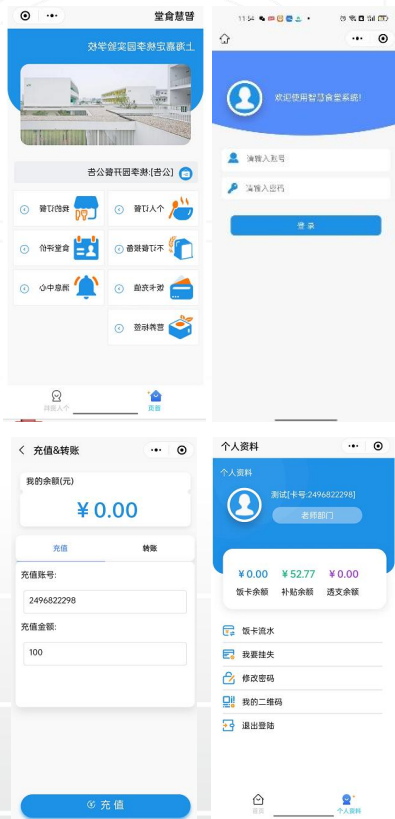 智慧食堂
上海嘉定桃李园实验学校
[公告]:桃李园开餐公告
个人订餐
我的订餐
不订餐报备
食堂评价
饭卡充值
消息中心
营养标签
首页
个人资料
11:54
欢迎使用智慧食堂系统!
请输入账号
请输入密码
登 录
充值&转账
我的余额(元)
¥ 0.00
充值
转账
充值账号:
2496822298
充值金额:
100
充 值
个人资料
个人资料
测试[卡号:2496822298]
老师部门
¥ 0.00
¥ 52.77
¥ 0.00
饭卡余额
补贴余额
透支余额
饭卡流水
我要挂失
修改密码
我的二维码
退出登陆
首页
个人资料